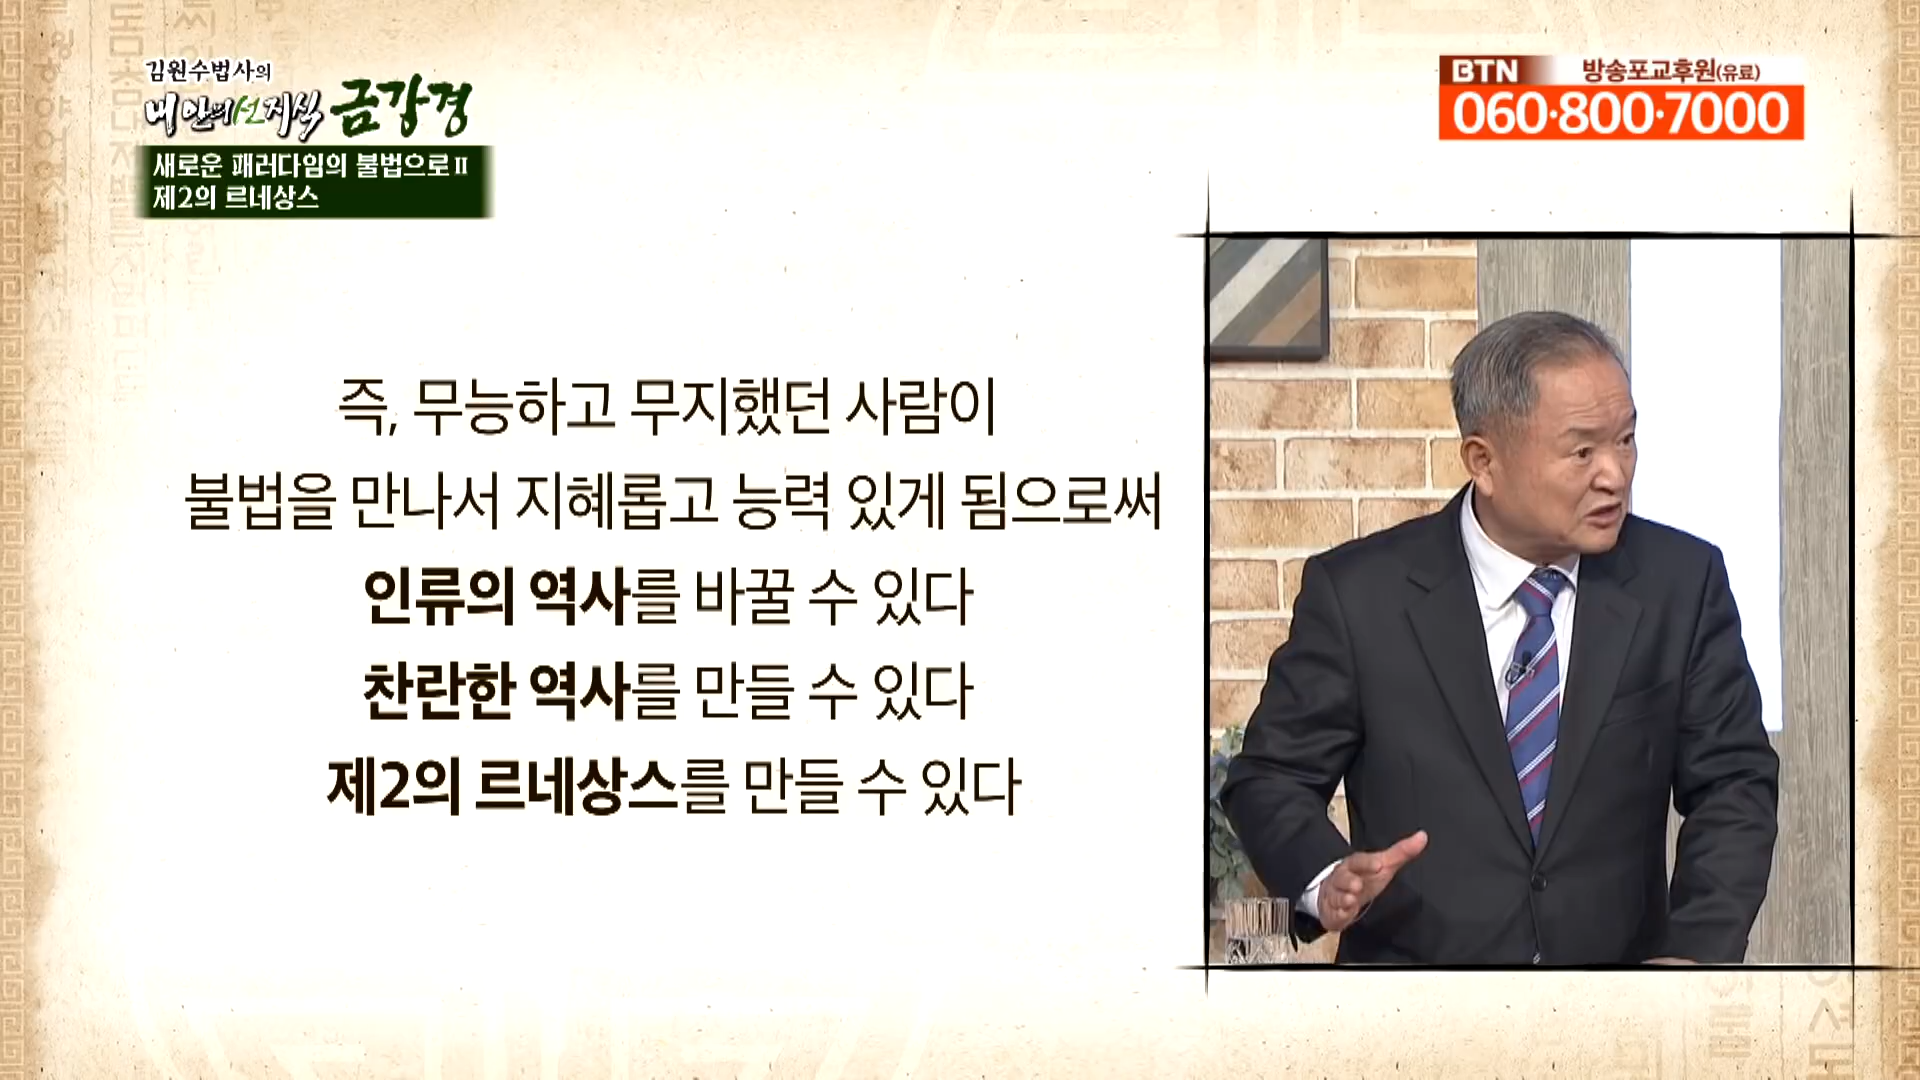 김원수법사의
내 안의 선지식 금강경
새로운 패러다임의 불법으로Ⅱ
제2의 르네상스
BTN 방송포교후원(유료)
060·800·7000
즉, 무능하고 무지했던 사람이
불법을 만나서 지혜롭고 능력 있게 됨으로써
인류의 역사를 바꿀 수 있다
찬란한 역사를 만들 수 있다
제2의 르네상스를 만들 수 있다